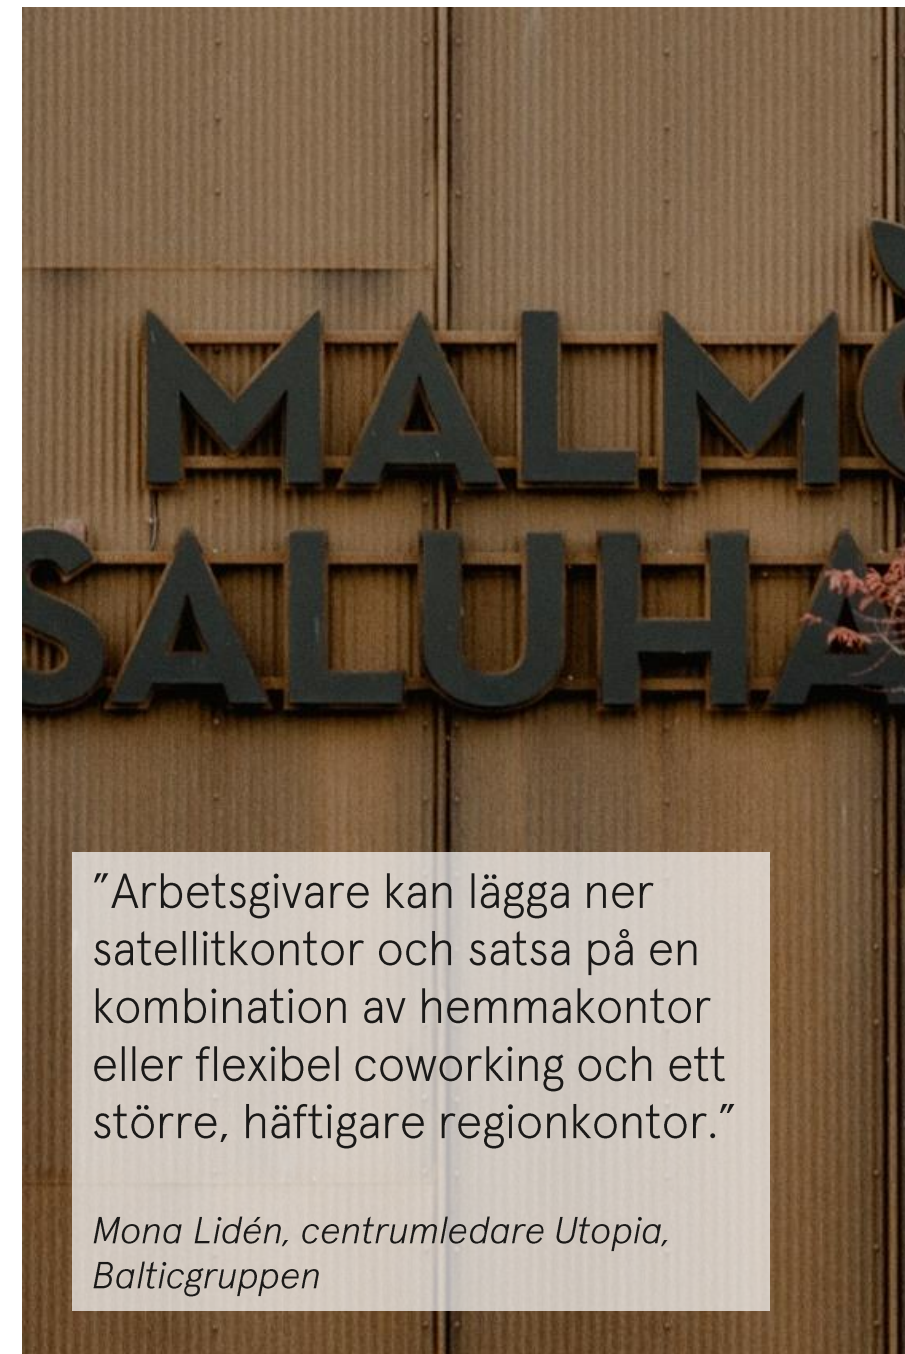 MALMÖ
SALUHA
”Arbetsgivare kan lägga ner
satellitkontor och satsa på en
kombination av hemmakontor
eller flexibel coworking och ett
större, häftigare regionkontor.”
Mona Lidén, centrumledare Utopia,
Balticgruppen